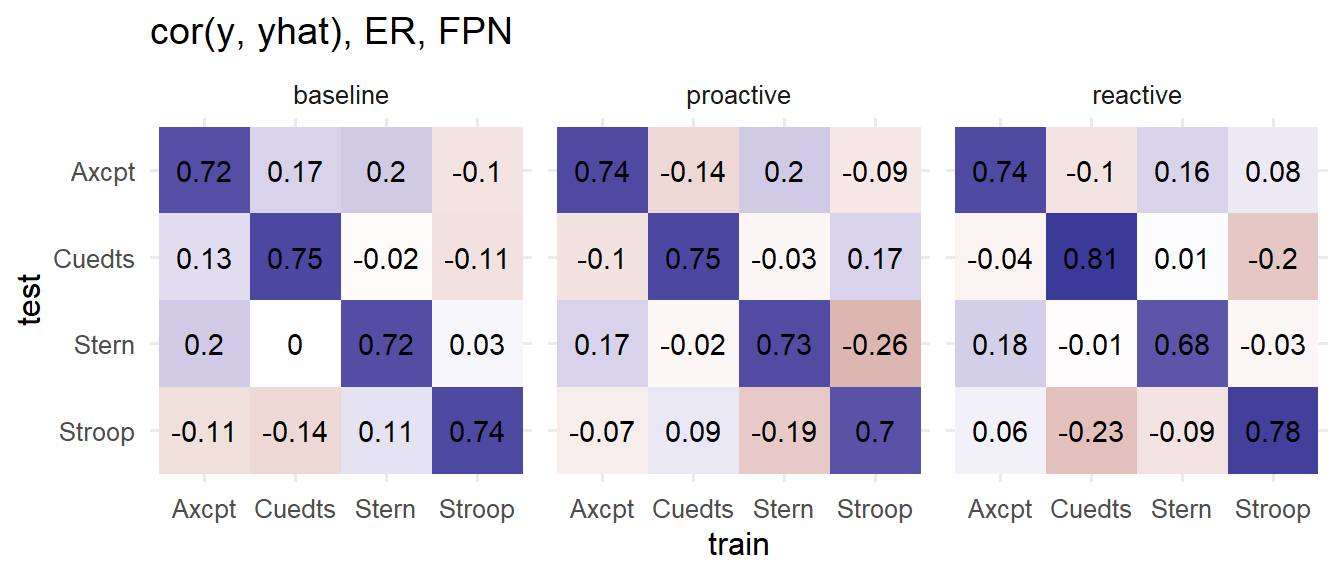 cor(y, yhat), ER, FPN
baseline proactive reactive
Axcpt 0.72 0.17 0.2 -0.1 0.74 -0.14 0.2 -0.09 0.74 -0.1 0.16 0.08
Cuedts 0.13 0.75 -0.02 -0.11 -0.1 0.75 -0.03 0.17 -0.04 0.81 0.01 -0.2
test
Stern 0.2 0 0.72 0.03 0.17 -0.02 0.73 -0.26 0.18 -0.01 0.68 -0.03
Stroop -0.11 -0.14 0.11 0.74 -0.07 0.09 -0.19 0.7 0.06 -0.23 -0.09 0.78
Axcpt Cuedts Stern Stroop Axcpt Cuedts Stern Stroop Axcpt Cuedts Stern Stroop
train